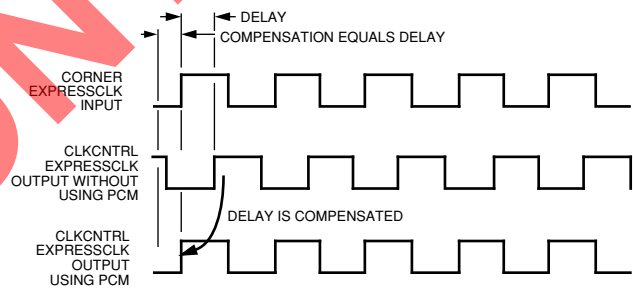 DELAY
COMPENSATION EQUALS DELAY
CORNER
EXPRESSCLK
INPUT
CLKCNTRL
EXPRESSCLK
OUTPUT WITHOUT
USING PCM
DELAY IS COMPENSATED
CLKCNTRL
EXPRESSCLK
OUTPUT
USING PCM